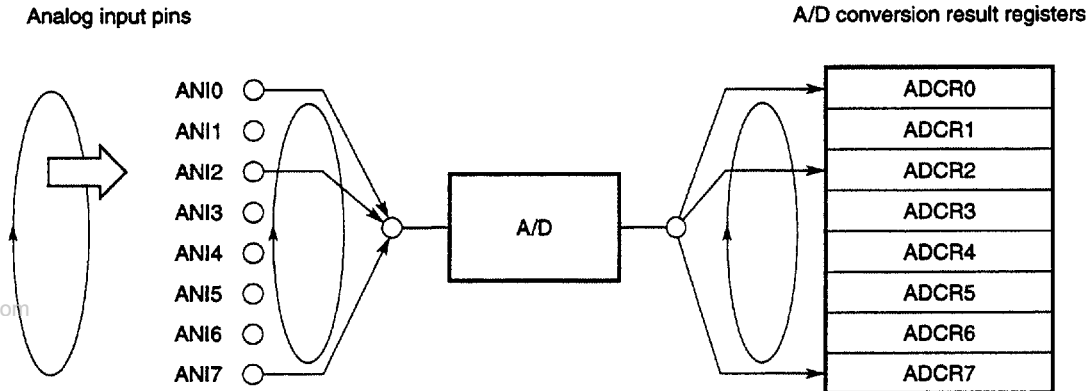 Analog input pins
A/D conversion result registers
ANI0
ANI1
ANI2
ANI3
ANI4
ANI5
ANI6
ANI7
A/D
ADCR0
ADCR1
ADCR2
ADCR3
ADCR4
ADCR5
ADCR6
ADCR7
om